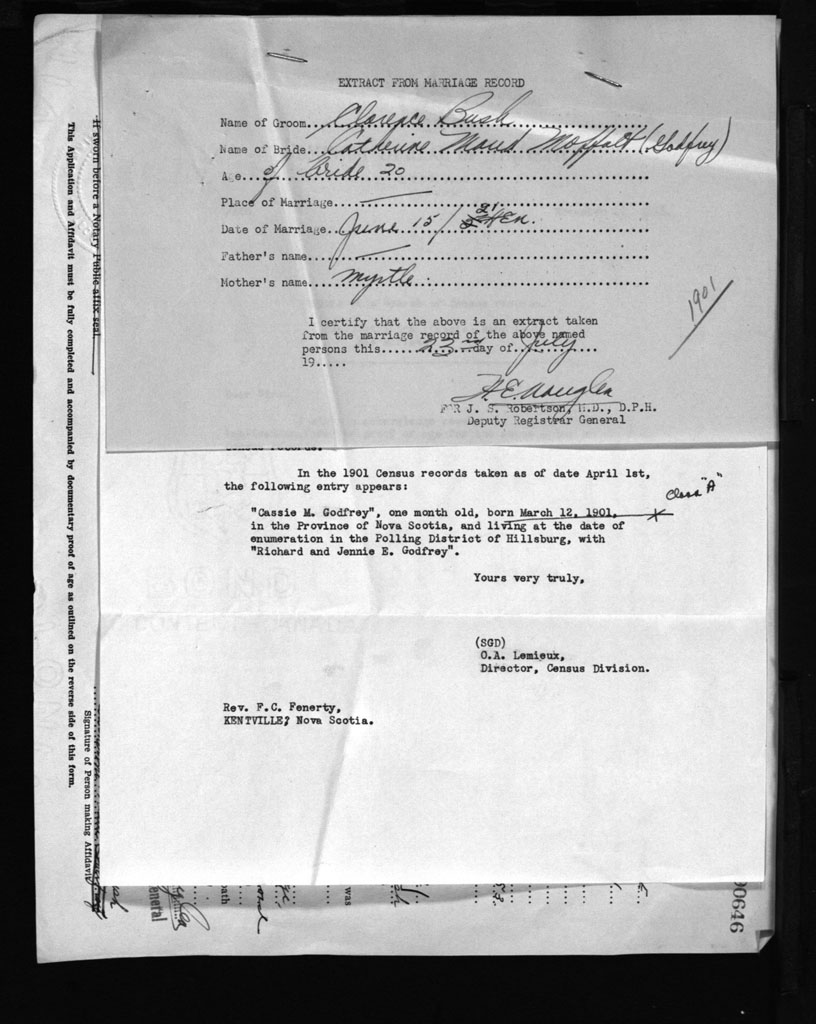 EXTRACT FROM MARRIAGE RECORD
Name of Groom....Clarence Bush
Name of Bride....Catherine Maud Moffatt (Godfrey)
Age of bride 20
Place of Marriage....—
Date of Marriage....June 15/21
Father's name....—
Mother's name....Myrtle
I certify that the above is an extract taken
from the marriage record of the above named
persons this....23rd day of July
19.....
1901
FOR J. S. Robertson, M.D., D.P.H.
Deputy Registrar General
In the 1901 Census records taken as of date April 1st,
the following entry appears:
Class "A"
"Cassie M. Godfrey", one month old, born March 12, 1901, x
in the Province of Nova Scotia, and living at the date of
enumeration in the Polling District of Hillsburg, with
"Richard and Jennie E. Godfrey".
Yours very truly,
(SGD)
O.A. Lemieux,
Director, Census Division.
Rev. F.C. Fenerty,
KENTVILLE, Nova Scotia.
If sworn before a Notary Public affix seal.
This Application and Affidavit must be fully completed and accompanied by documentary proof of age as outlined on the reverse side of this form.
Signature of Person making Affidavit
eneral
ath
was
0646